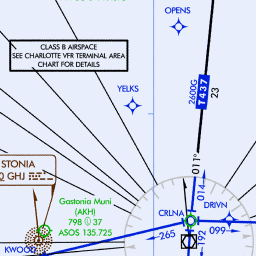 OPENS
CLASS B AIRSPACE
SEE CHARLOTTE VFR TERMINAL AREA
CHART FOR DETAILS
YELKS
2600G
T437
23
STONIA
GHJ
011°
014
Gastonia Muni
(AKH)
798 37
ASOS 135.725
CRLNA
DRIVN
099
265
192
KWOO